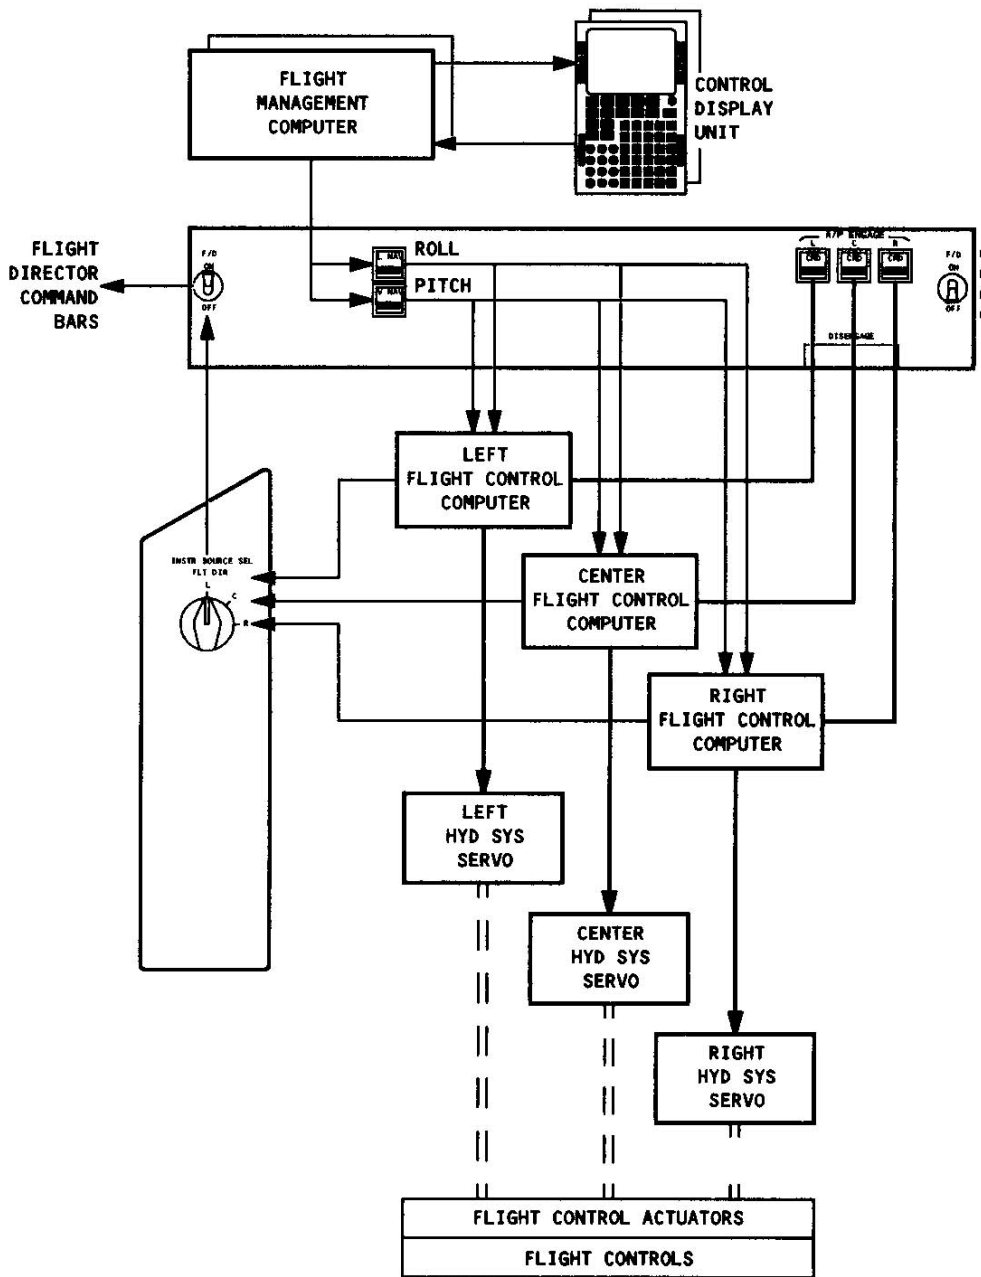 FLIGHT
MANAGEMENT
COMPUTER
CONTROL
DISPLAY
UNIT
FLIGHT
DIRECTOR
COMMAND
BARS
F/D
ON
OFF
L NAV
ROLL
V NAV
PITCH
A/P ENGAGE
L C R
CMD CMD CMD
DISENGAGE
F/D
ON
OFF
LEFT
FLIGHT CONTROL
COMPUTER
INSTR SOURCE SEL
FLT DIR
L
C
R
CENTER
FLIGHT CONTROL
COMPUTER
RIGHT
FLIGHT CONTROL
COMPUTER
LEFT
HYD SYS
SERVO
CENTER
HYD SYS
SERVO
RIGHT
HYD SYS
SERVO
FLIGHT CONTROL ACTUATORS
FLIGHT CONTROLS